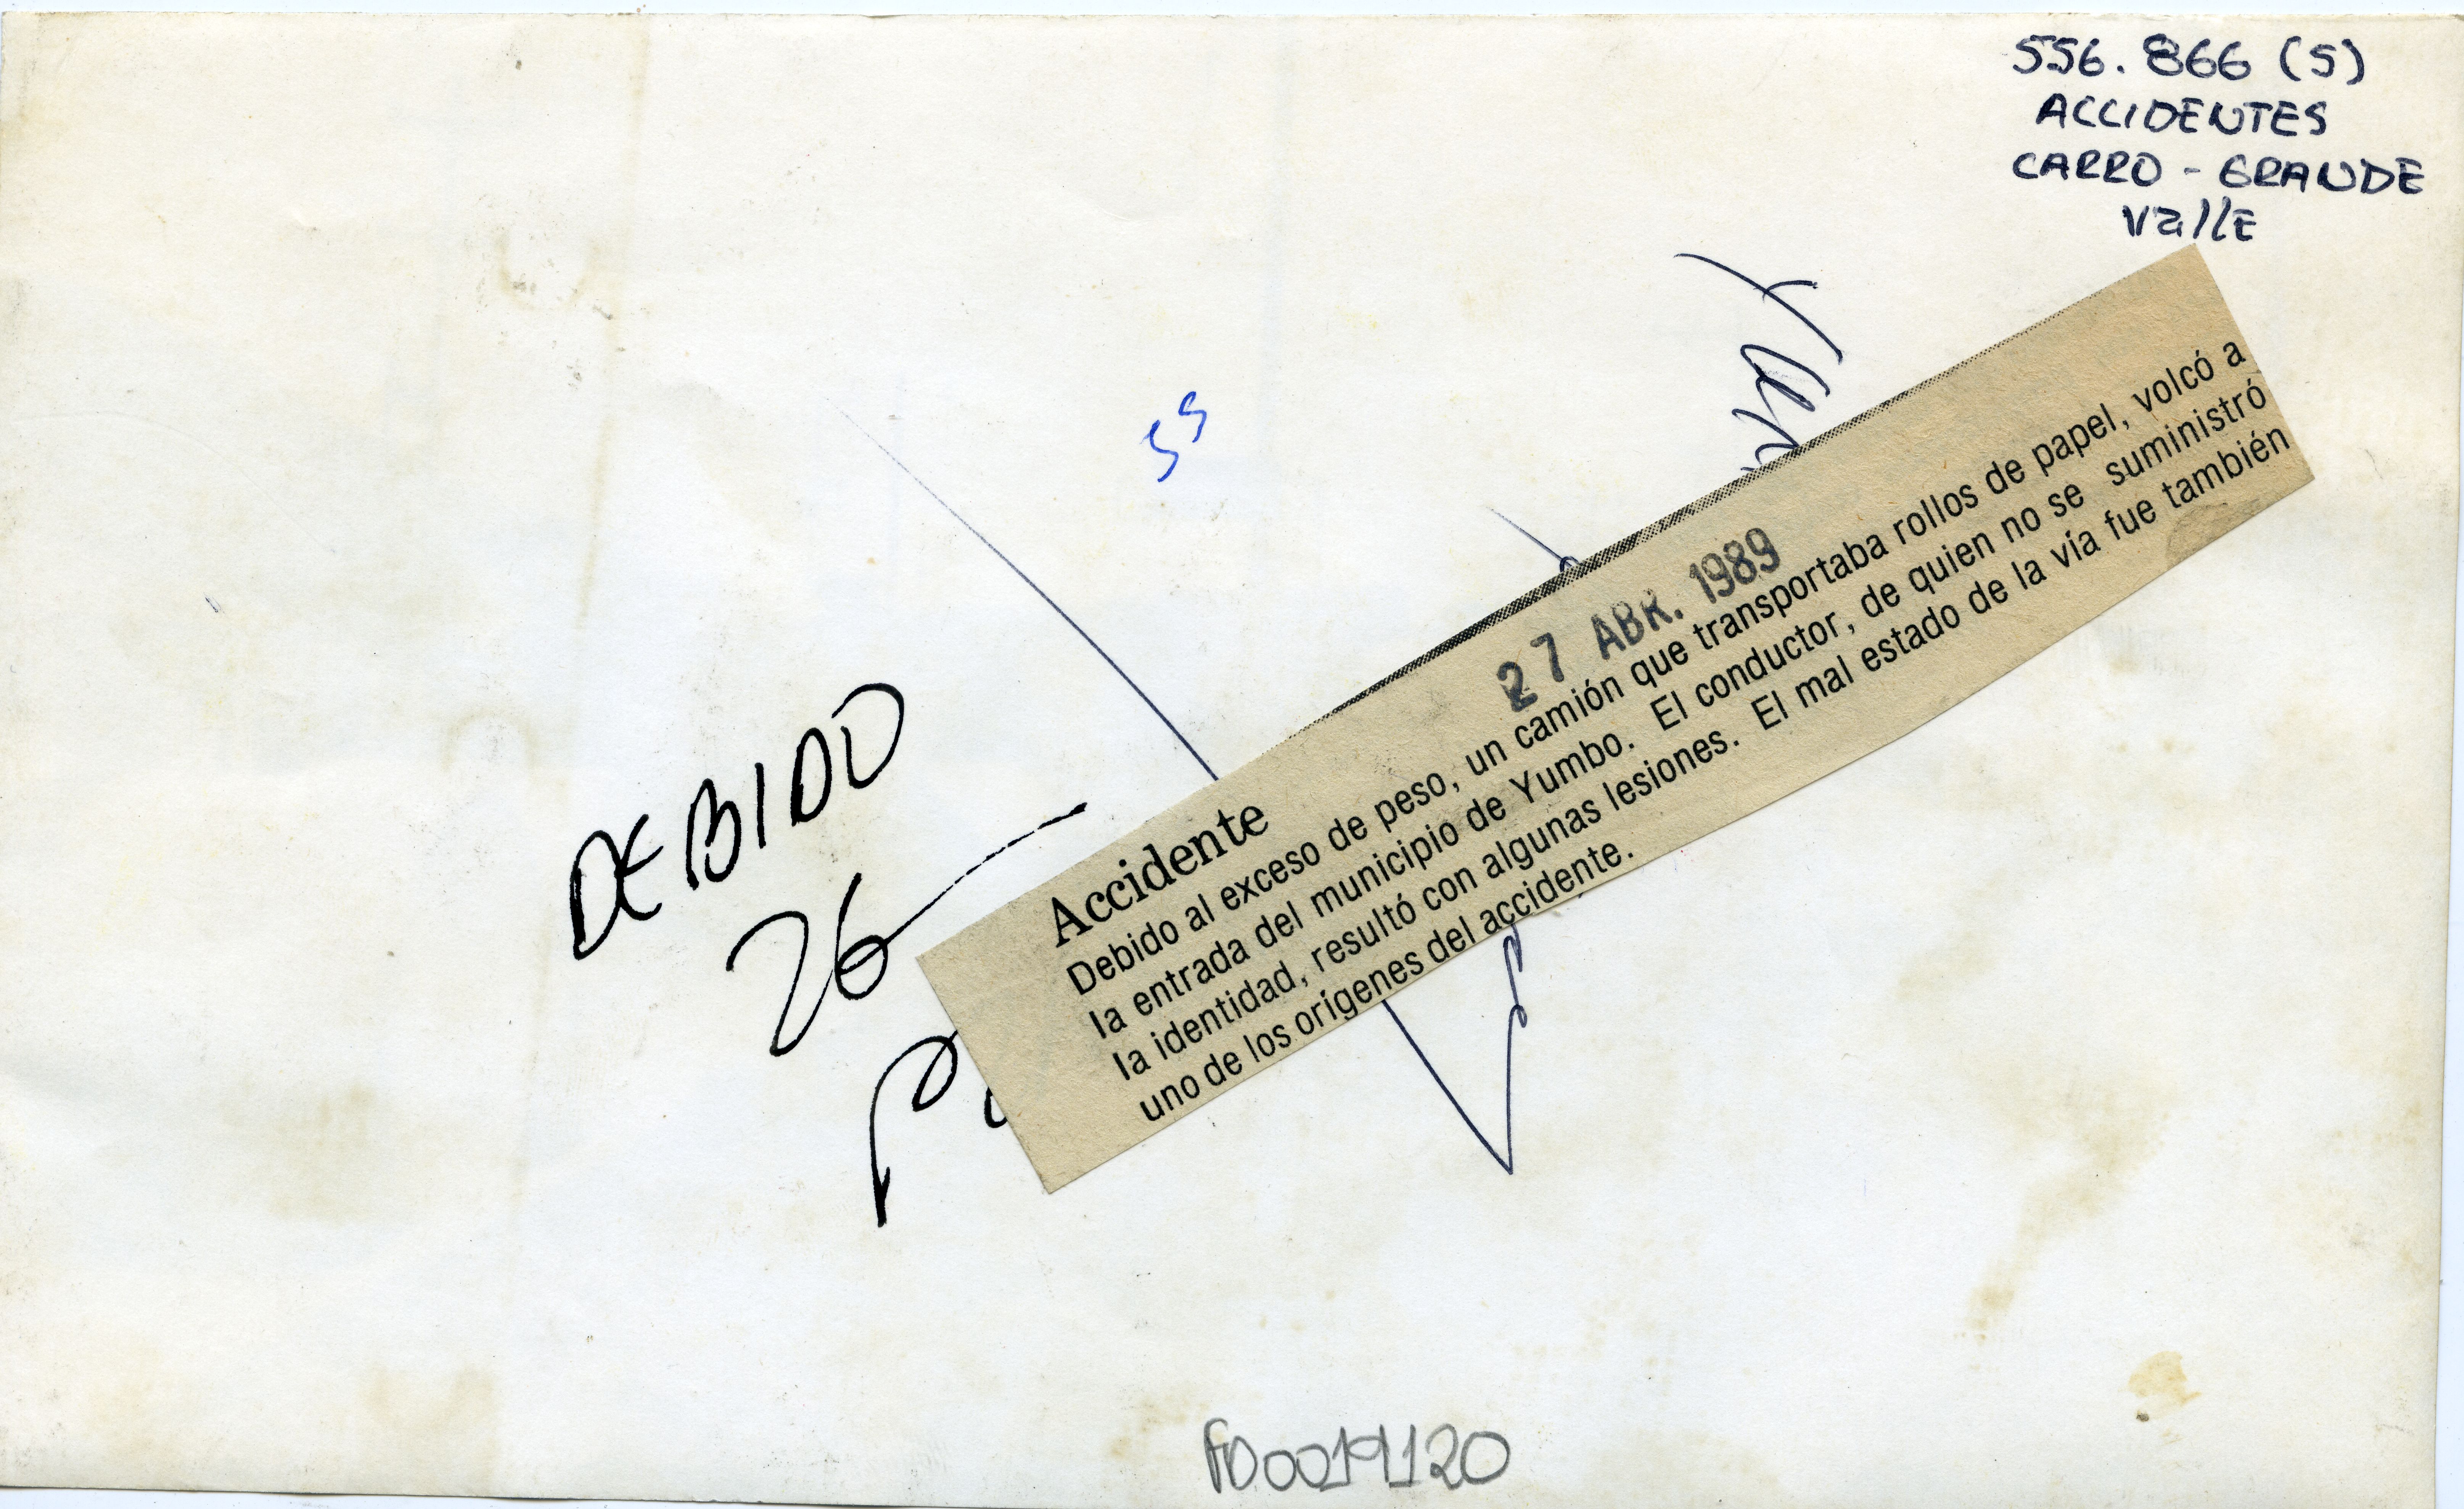 556.866 (5)
ACCIDENTES
CARRO - GRANDE
VallE
55
27 ABR. 1989
Accidente
Debido al exceso de peso, un camión que transportaba rollos de papel, volcó a
la entrada del municipio de Yumbo. El conductor, de quien no se suministró
la identidad, resultó con algunas lesiones. El mal estado de la vía fue también
uno de los orígenes del accidente.
DEBIDO
26